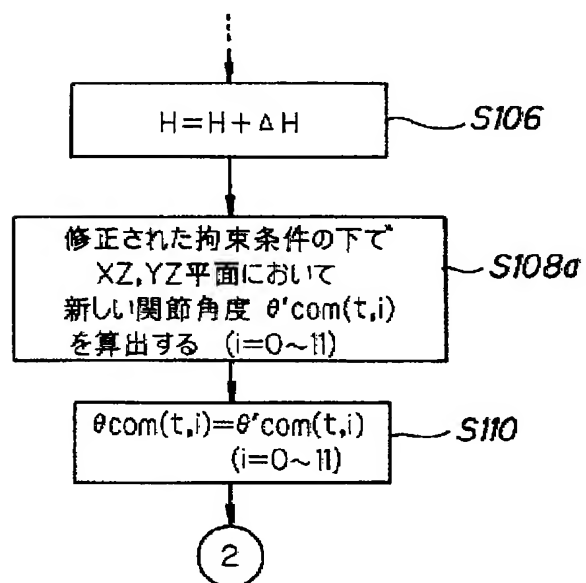 H=H+ΔH
S106
修正された拘束条件の下で
XZ,YZ平面において
新しい関節角度 θ'com(t,i)
を算出する (i=0~11)
S108a
θcom(t,i)=θ'com(t,i)
(i=0~11)
S110
2